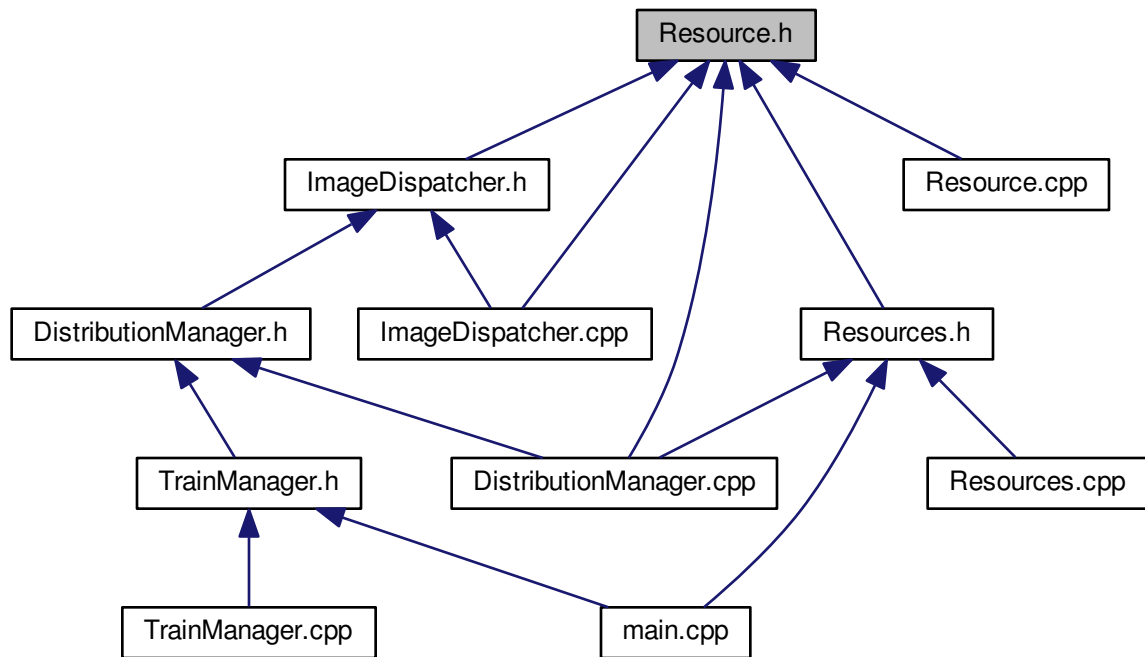 Resource.h
ImageDispatcher.h
Resource.cpp
DistributionManager.h
ImageDispatcher.cpp
Resources.h
TrainManager.h
DistributionManager.cpp
Resources.cpp
TrainManager.cpp
main.cpp